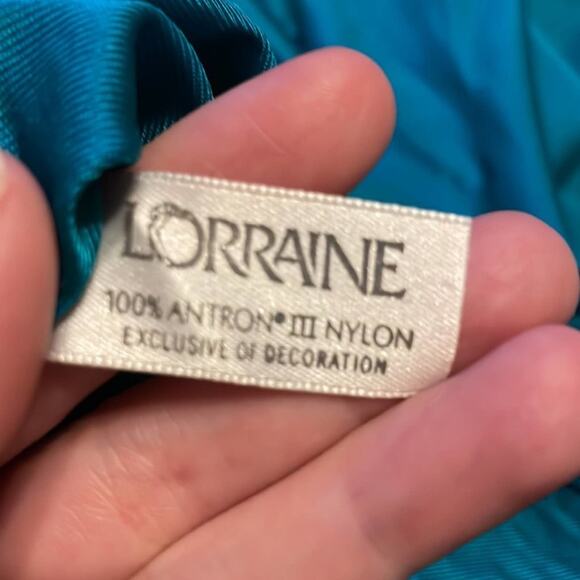 LORRAINE
100% ANTRON® III NYLON
EXCLUSIVE OF DECORATION